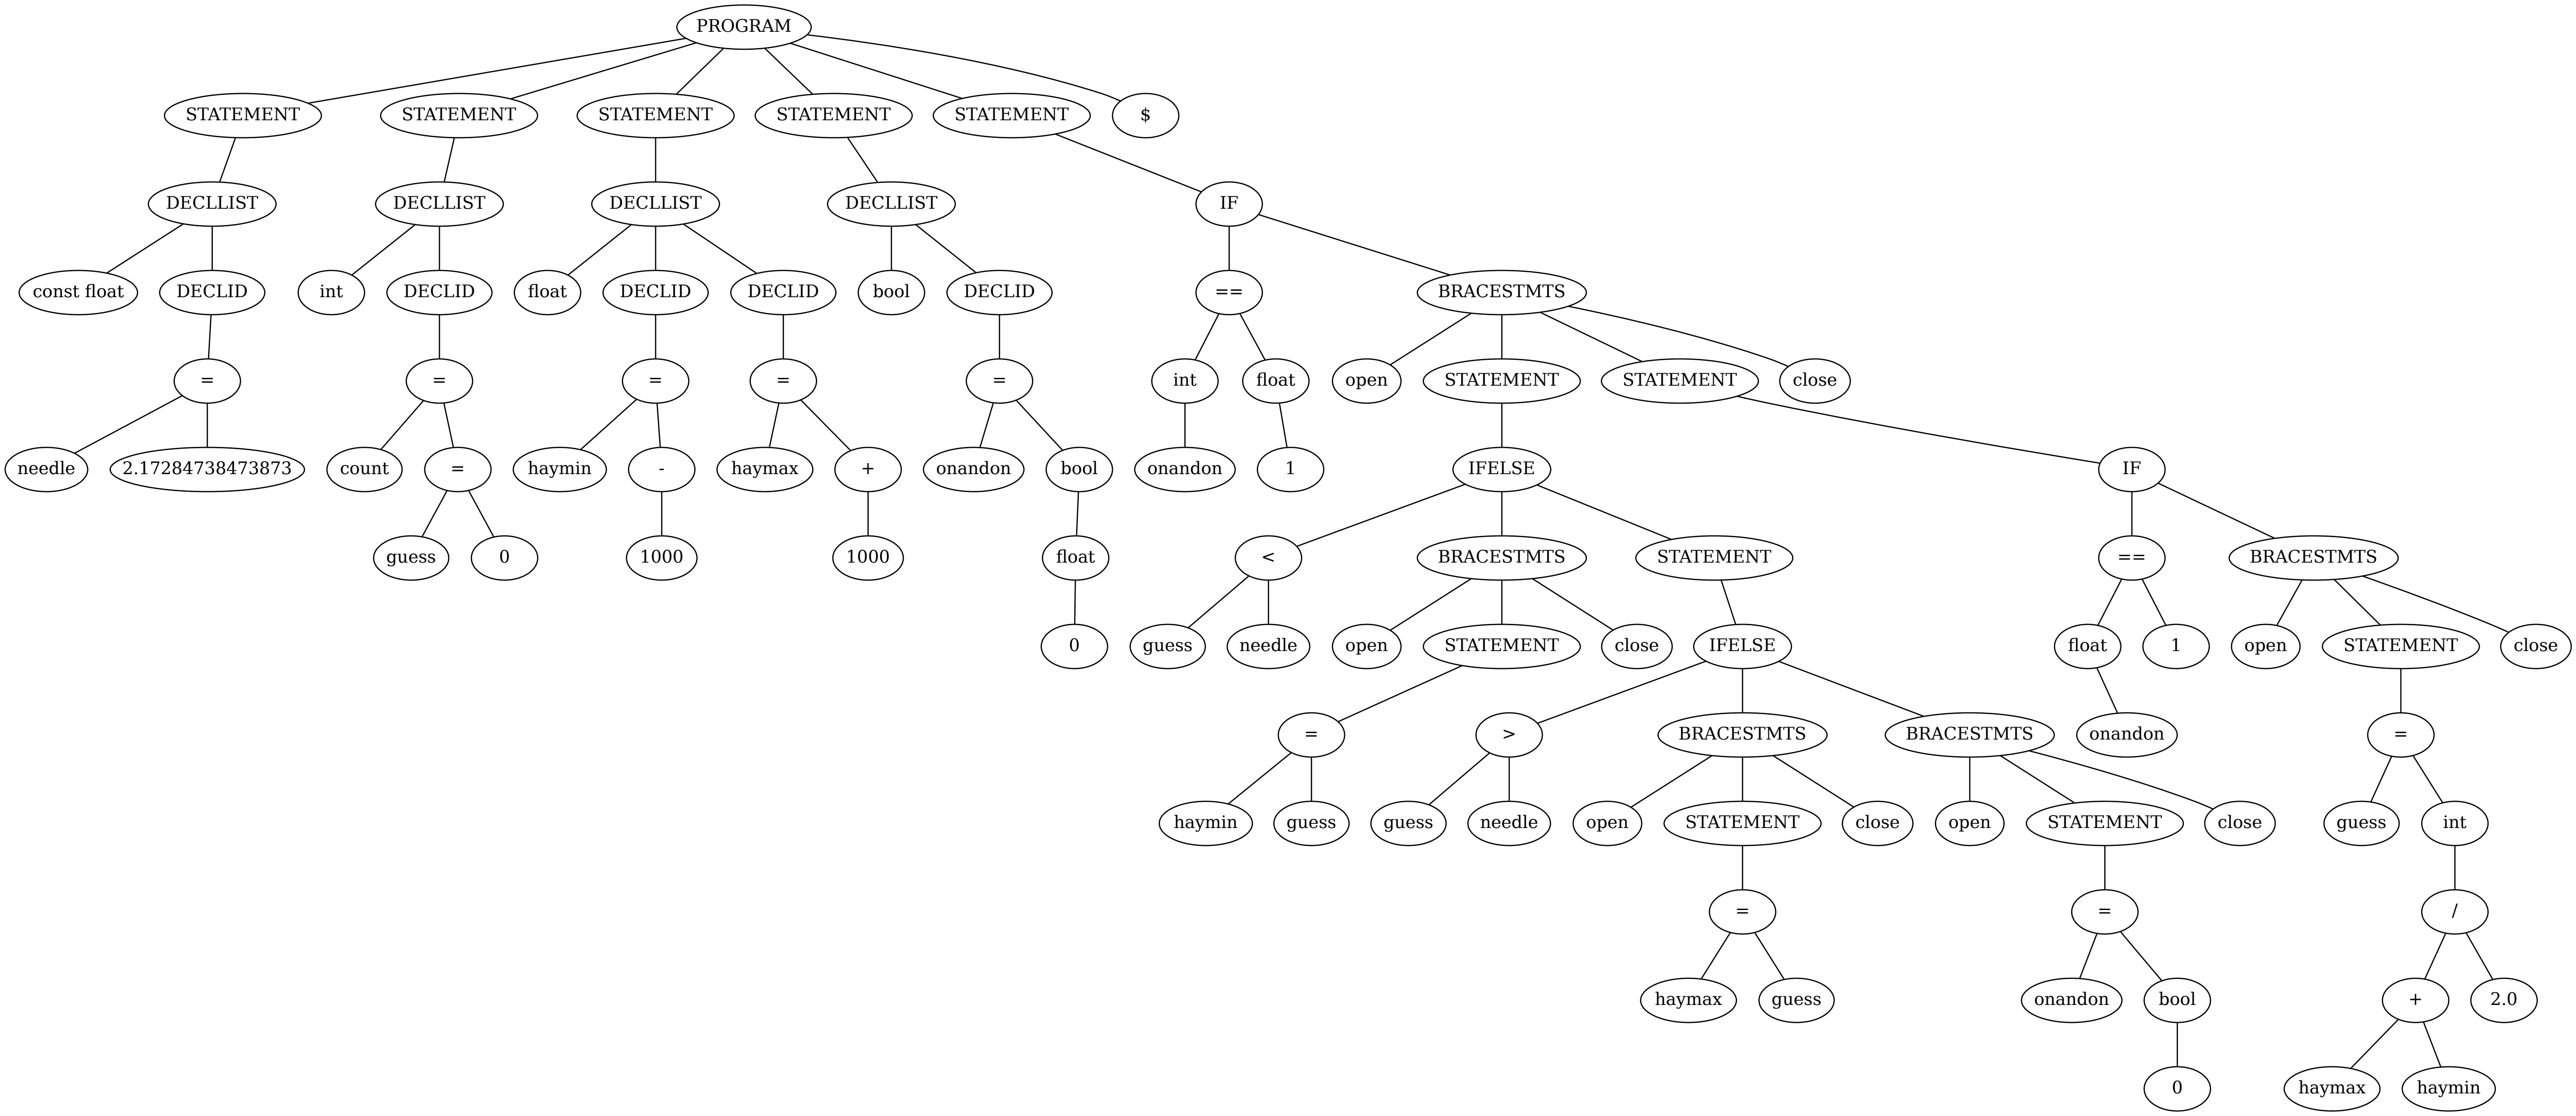 PROGRAM
STATEMENT STATEMENT STATEMENT STATEMENT STATEMENT $
DECLLIST DECLLIST DECLLIST DECLLIST IF
const float DECLID int DECLID float DECLID DECLID bool DECLID == BRACESTMTS
= = = = = int float open STATEMENT STATEMENT close
needle 2.17284738473873 count = haymin - haymax + onandon bool onandon 1 IFELSE IF
guess 0 1000 1000 float < BRACESTMTS STATEMENT == BRACESTMTS
0 guess needle open STATEMENT close IFELSE float 1 open STATEMENT close
= > BRACESTMTS BRACESTMTS onandon =
haymin guess guess needle open STATEMENT close open STATEMENT close guess int
= = /
haymax guess onandon bool + 2.0
0 haymax haymin